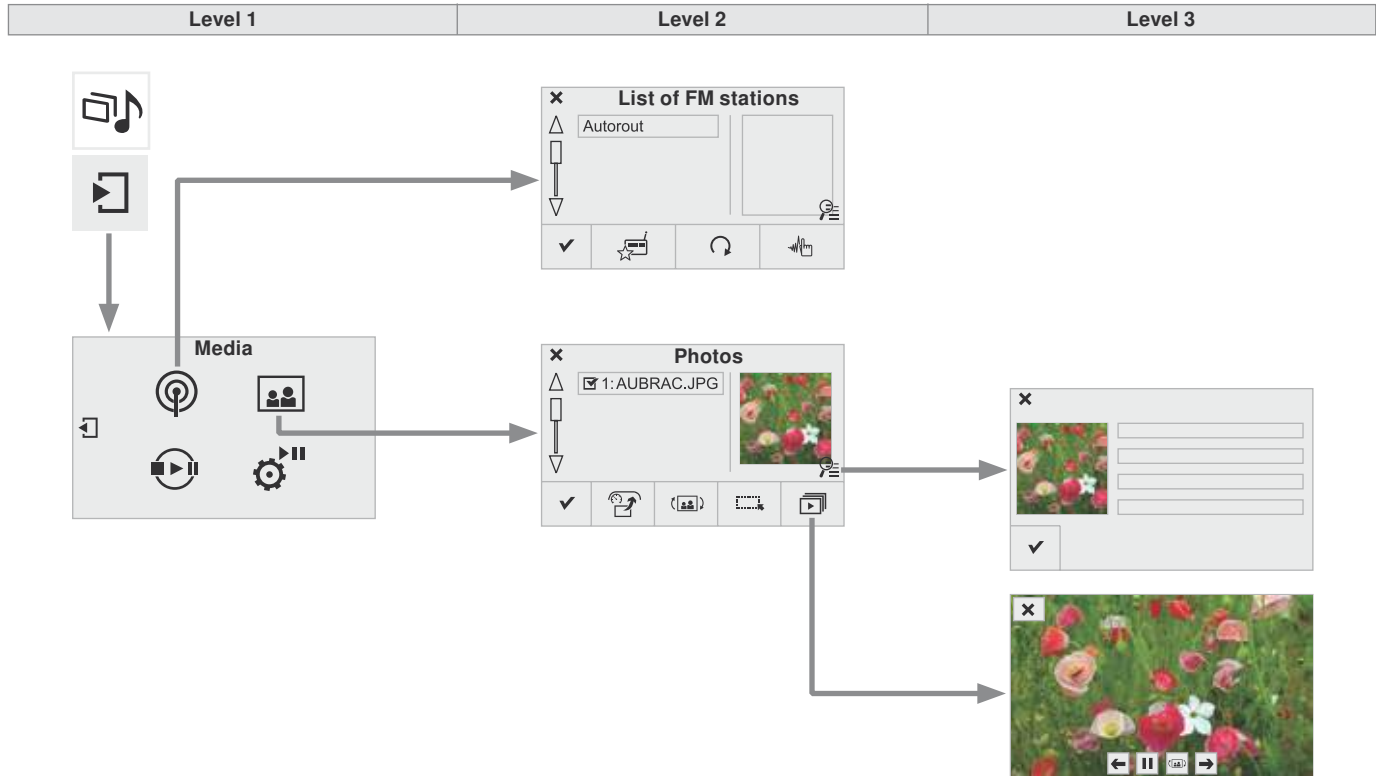 Level 1
Level 2
Level 3
List of FM stations
Autorout
Media
Photos
1: AUBRAC.JPG